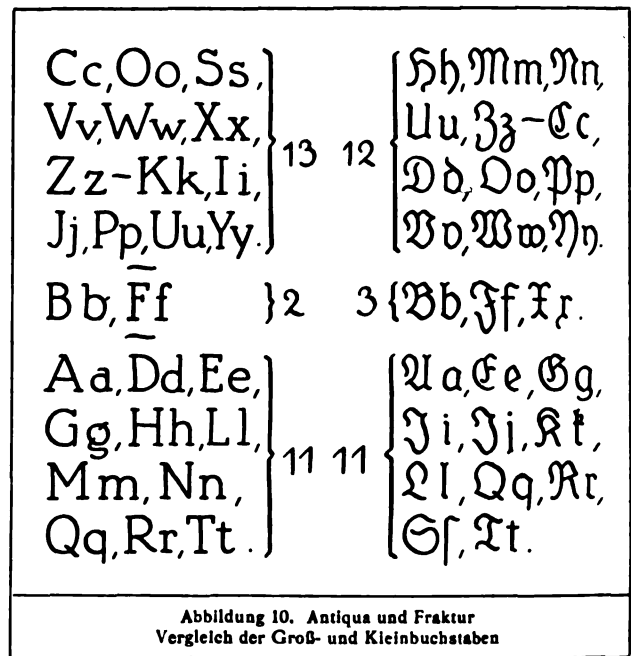 Cc, Oo, Ss, } 13 12 { Hh, Mm, Nn,
Vv, Ww, Xx, Uu, Zz – Cc,
Zz – Kk, Ii, Dd, Oo, Pp,
Jj, Pp, Uu, Yy. Vv, Ww, Yy.
Bb, Ff } 2 3 { Bb, Ff, Xx.
Aa, Dd, Ee, } 11 11 { Aa, Ee, Gg,
Gg, Hh, Ll, Ii, Jj, Kk,
Mm, Nn, Ll, Qq, Rr,
Qq, Rr, Tt. Sſ, Tt.
Abbildung 10. Antiqua und Fraktur
Vergleich der Groß- und Kleinbuchstaben